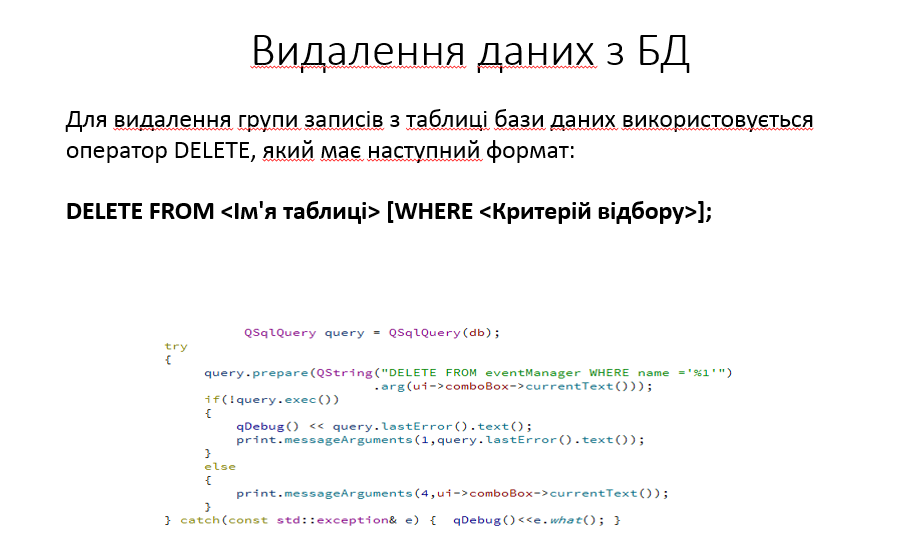 Видалення даних з БД
Для видалення групи записів з таблиці бази даних використовується
оператор DELETE, який має наступний формат:
DELETE FROM <Ім'я таблиці> [WHERE <Критерій відбору>];
QSqlQuery query = QSqlQuery(db);
try
{
query.prepare(QString("DELETE FROM eventManager WHERE name ='%1'")
.arg(ui->comboBox->currentText()));
if(!query.exec())
{
qDebug() << query.lastError().text();
print.messageArguments(1,query.lastError().text());
}
else
{
print.messageArguments(4,ui->comboBox->currentText());
}
} catch(const std::exception& e) { qDebug()<<e.what(); }